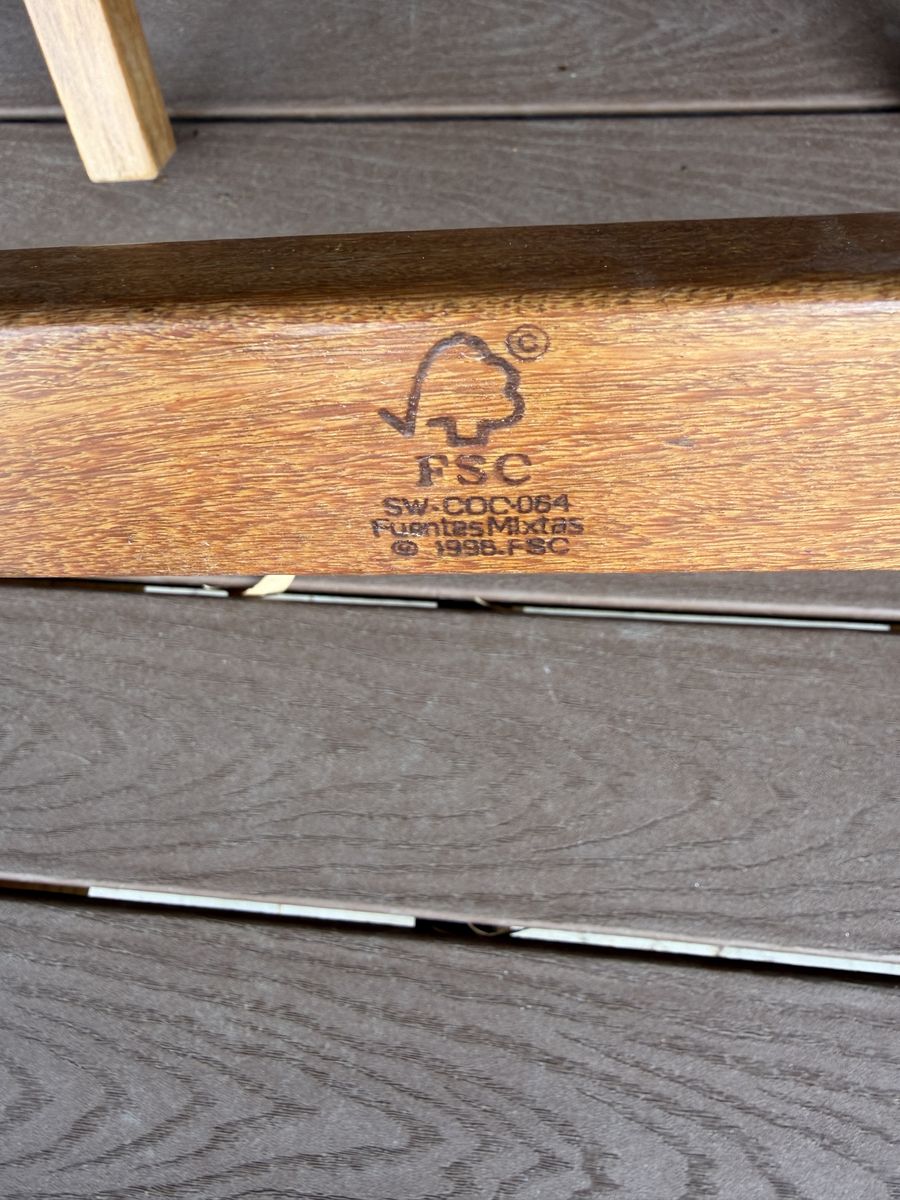 ©
FSC
SW-COC-064
Fuentes Mixtas
© 1996.FSC